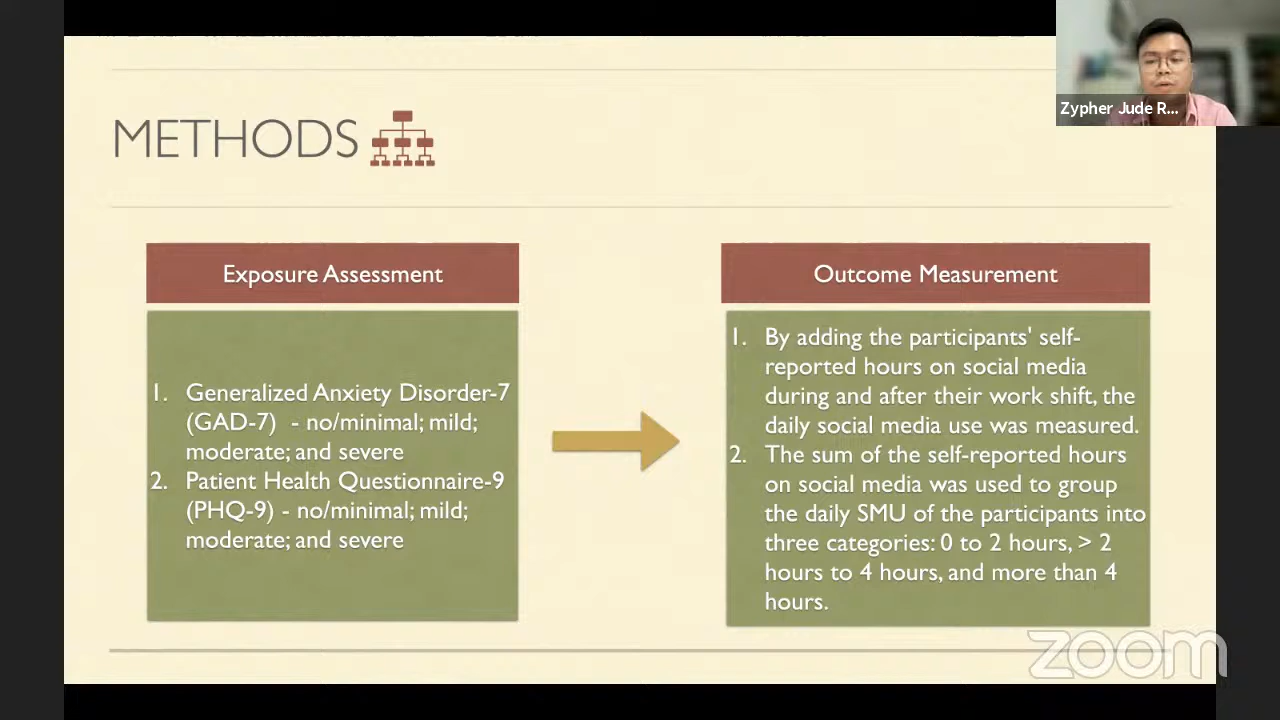 Zypher Jude R...
METHODS
Exposure Assessment
1. Generalized Anxiety Disorder-7
(GAD-7) - no/minimal; mild;
moderate; and severe
2. Patient Health Questionnaire-9
(PHQ-9) - no/minimal; mild;
moderate; and severe
Outcome Measurement
1. By adding the participants' self-
reported hours on social media
during and after their work shift, the
daily social media use was measured.
2. The sum of the self-reported hours
on social media was used to group
the daily SMU of the participants into
three categories: 0 to 2 hours, > 2
hours to 4 hours, and more than 4
hours.
zoom